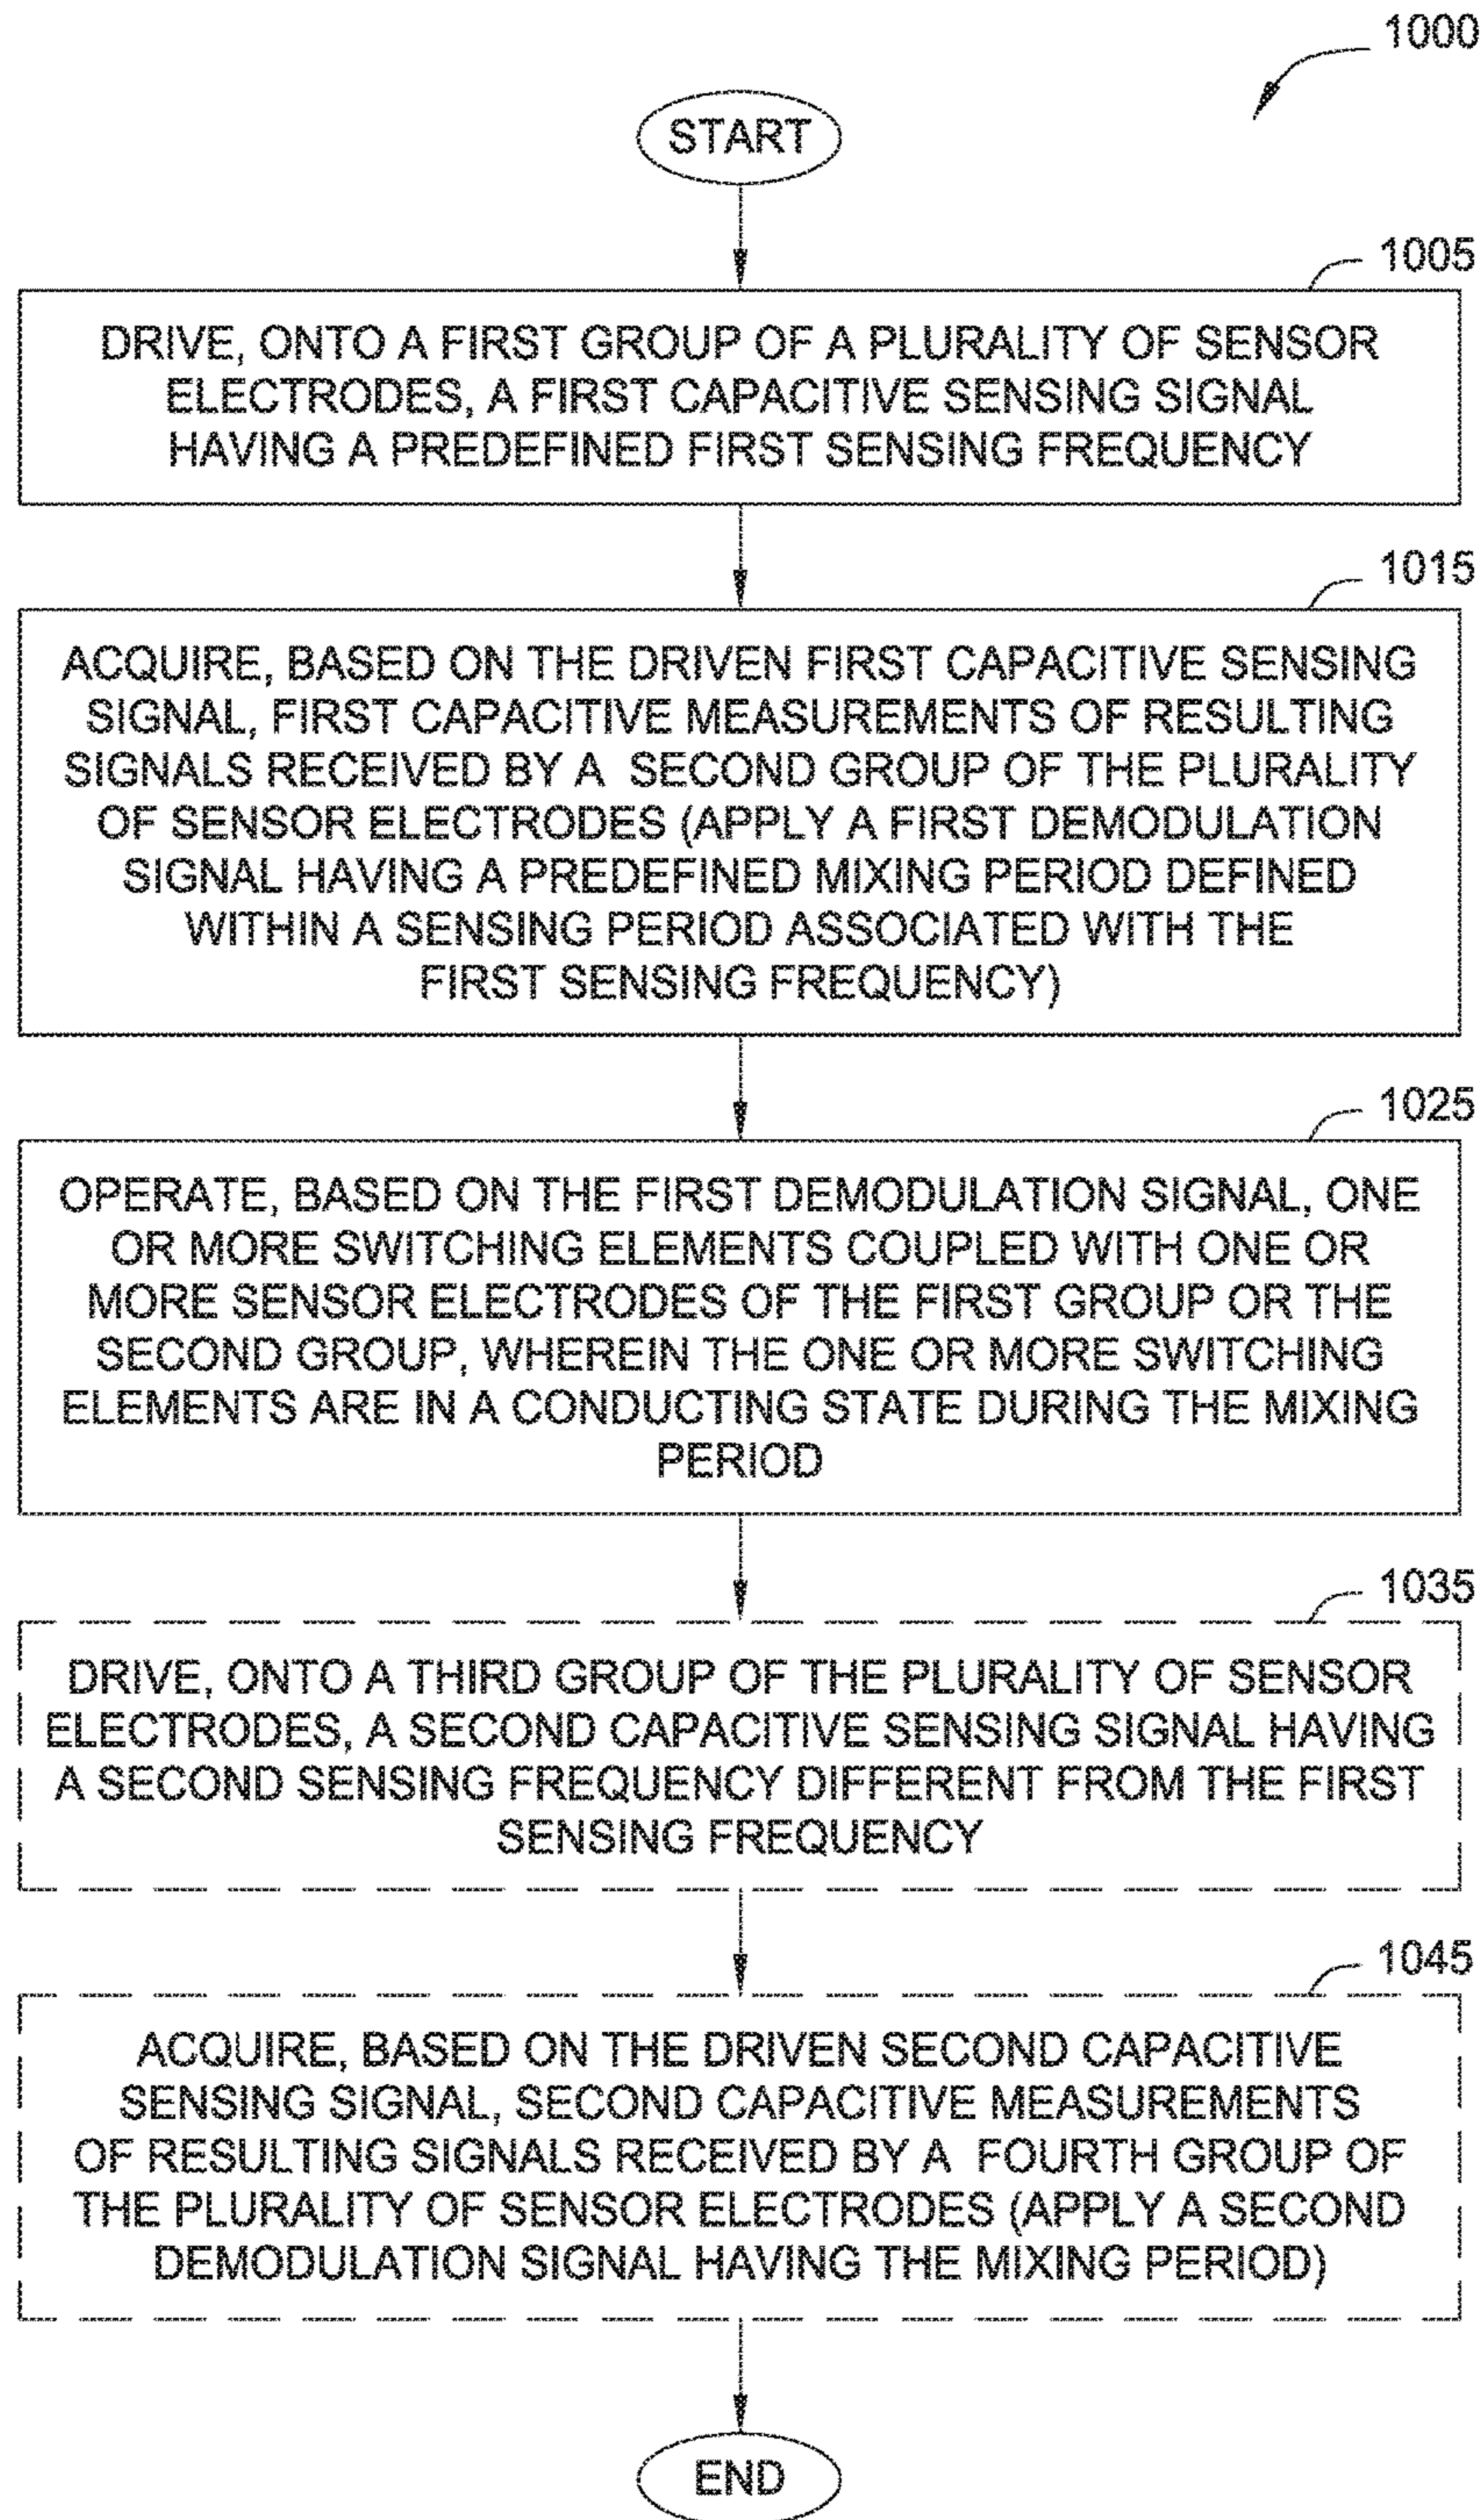 1000
START
1005
DRIVE, ONTO A FIRST GROUP OF A PLURALITY OF SENSOR
ELECTRODES, A FIRST CAPACITIVE SENSING SIGNAL
HAVING A PREDEFINED FIRST SENSING FREQUENCY
1015
ACQUIRE, BASED ON THE DRIVEN FIRST CAPACITIVE SENSING
SIGNAL, FIRST CAPACITIVE MEASUREMENTS OF RESULTING
SIGNALS RECEIVED BY A SECOND GROUP OF THE PLURALITY
OF SENSOR ELECTRODES (APPLY A FIRST DEMODULATION
SIGNAL HAVING A PREDEFINED MIXING PERIOD DEFINED
WITHIN A SENSING PERIOD ASSOCIATED WITH THE
FIRST SENSING FREQUENCY)
1025
OPERATE, BASED ON THE FIRST DEMODULATION SIGNAL, ONE
OR MORE SWITCHING ELEMENTS COUPLED WITH ONE OR
MORE SENSOR ELECTRODES OF THE FIRST GROUP OR THE
SECOND GROUP, WHEREIN THE ONE OR MORE SWITCHING
ELEMENTS ARE IN A CONDUCTING STATE DURING THE MIXING
PERIOD
1035
DRIVE, ONTO A THIRD GROUP OF THE PLURALITY OF SENSOR
ELECTRODES, A SECOND CAPACITIVE SENSING SIGNAL HAVING
A SECOND SENSING FREQUENCY DIFFERENT FROM THE FIRST
SENSING FREQUENCY
1045
ACQUIRE, BASED ON THE DRIVEN SECOND CAPACITIVE
SENSING SIGNAL, SECOND CAPACITIVE MEASUREMENTS
OF RESULTING SIGNALS RECEIVED BY A FOURTH GROUP OF
THE PLURALITY OF SENSOR ELECTRODES (APPLY A SECOND
DEMODULATION SIGNAL HAVING THE MIXING PERIOD)
END